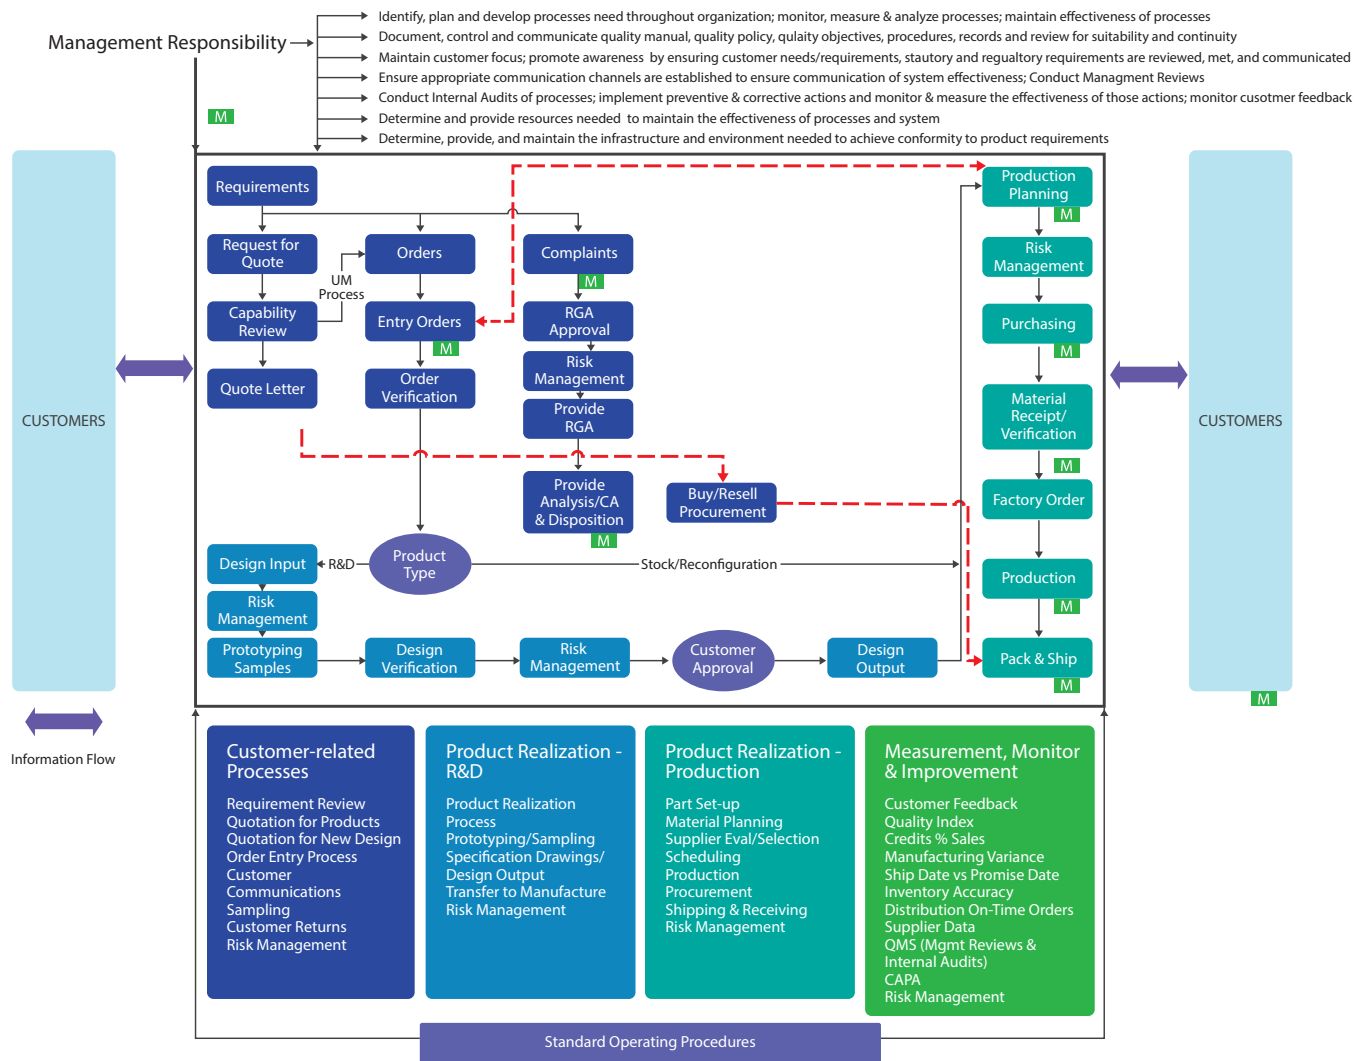 Identify, plan and develop processes need throughout organization; monitor, measure & analyze processes; maintain effectiveness of processes
Management Responsibility
Document, control and communicate quality manual, quality policy, qulaity objectives, procedures, records and review for suitability and continuity
Maintain customer focus; promote awareness by ensuring customer needs/requirements, stautory and regualtory requirements are reviewed, met, and communicated
Ensure appropriate communication channels are established to ensure communication of system effectiveness; Conduct Managment Reviews
Conduct Internal Audits of processes; implement preventive & corrective actions and monitor & measure the effectiveness of those actions; monitor cusotmer feedback
M
Determine and provide resources needed to maintain the effectiveness of processes and system
Determine, provide, and maintain the infrastructure and environment needed to achieve conformity to product requirements
CUSTOMERS
Information Flow
Requirements
Request for
Quote
Capability
Review
Quote Letter
UM
Process
Orders
Entry Orders
M
Order
Verification
Complaints
M
RGA
Approval
Risk
Management
Provide
RGA
Provide
Analysis/CA
& Disposition
M
Buy/Resell
Procurement
Product
Type
R&D
Stock/Reconfiguration
Design Input
Risk
Management
Prototyping
Samples
Design
Verification
Risk
Management
Customer
Approval
Design
Output
Production
Planning
M
Risk
Management
Purchasing
M
Material
Receipt/
Verification
M
Factory Order
Production
M
Pack & Ship
M
CUSTOMERS
M
Customer-related
Processes
Requirement Review
Quotation for Products
Quotation for New Design
Order Entry Process
Customer
Communications
Sampling
Customer Returns
Risk Management
Product Realization -
R&D
Product Realization
Process
Prototyping/Sampling
Specification Drawings/
Design Output
Transfer to Manufacture
Risk Management
Product Realization -
Production
Part Set-up
Material Planning
Supplier Eval/Selection
Scheduling
Production
Procurement
Shipping & Receiving
Risk Management
Measurement, Monitor
& Improvement
Customer Feedback
Quality Index
Credits % Sales
Manufacturing Variance
Ship Date vs Promise Date
Inventory Accuracy
Distribution On-Time Orders
Supplier Data
QMS (Mgmt Reviews &
Internal Audits)
CAPA
Risk Management
Standard Operating Procedures